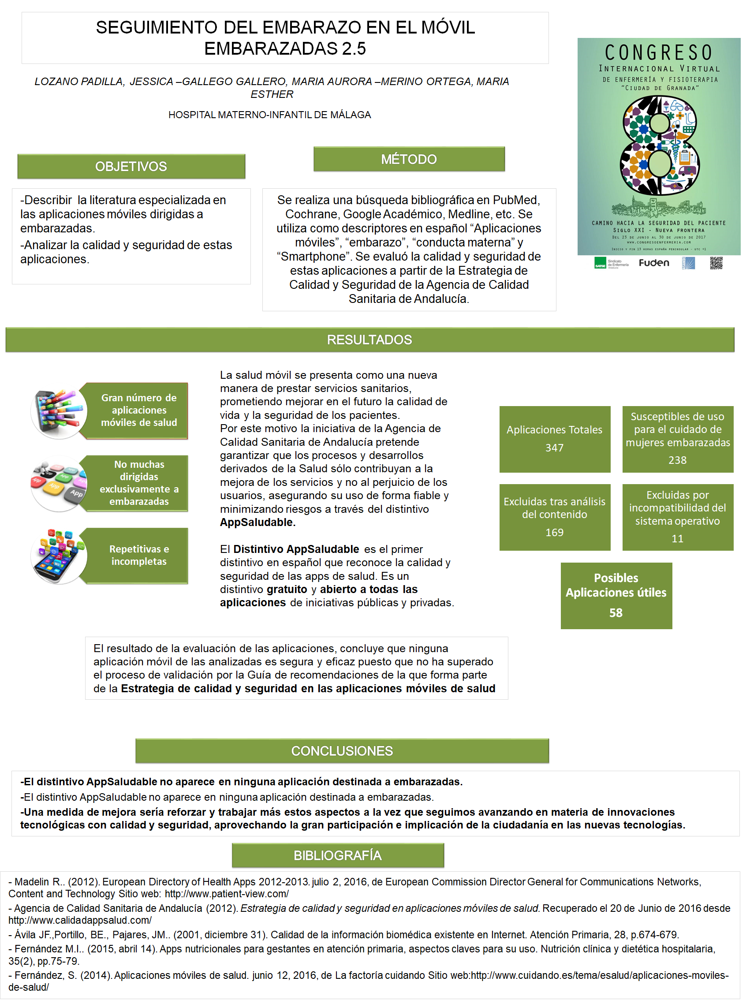 SEGUIMIENTO DEL EMBARAZO EN EL MÓVIL
EMBARAZADAS 2.5
LOZANO PADILLA, JESSICA –GALLEGO GALLERO, MARIA AURORA –MERINO ORTEGA, MARIA
ESTHER
HOSPITAL MATERNO-INFANTIL DE MÁLAGA
CONGRESO
INTERNACIONAL VIRTUAL
DE ENFERMERÍA Y FISIOTERAPIA
“CIUDAD DE GRANADA”
8
CAMINO HACIA LA SEGURIDAD DEL PACIENTE
SIGLO XXI - NUEVA FRONTERA
DEL 23 DE JUNIO AL 30 DE JUNIO DE 2017
WWW.CONGRESOENFERMERIA.COM
INICIO Y FIN 13 HORAS ESPAÑA PENINSULAR - UTC +1
SATSE
Sindicato
de Enfermería
Andalucía
Fuden
OBJETIVOS
-Describir la literatura especializada en
las aplicaciones móviles dirigidas a
embarazadas.
-Analizar la calidad y seguridad de estas
aplicaciones.
MÉTODO
Se realiza una búsqueda bibliográfica en PubMed,
Cochrane, Google Académico, Medline, etc. Se
utiliza como descriptores en español “Aplicaciones
móviles”, “embarazo”, “conducta materna” y
“Smartphone”. Se evaluó la calidad y seguridad de
estas aplicaciones a partir de la Estrategia de
Calidad y Seguridad de la Agencia de Calidad
Sanitaria de Andalucía.
RESULTADOS
Gran número de
aplicaciones
móviles de salud
App
App
App
No muchas
dirigidas
exclusivamente a
embarazadas
Repetitivas e
incompletas
La salud móvil se presenta como una nueva
manera de prestar servicios sanitarios,
prometiendo mejorar en el futuro la calidad de
vida y la seguridad de los pacientes.
Por este motivo la iniciativa de la Agencia de
Calidad Sanitaria de Andalucía pretende
garantizar que los procesos y desarrollos
derivados de la Salud sólo contribuyan a la
mejora de los servicios y no al perjuicio de los
usuarios, asegurando su uso de forma fiable y
minimizando riesgos a través del distintivo
AppSaludable.
El Distintivo AppSaludable es el primer
distintivo en español que reconoce la calidad y
seguridad de las apps de salud. Es un
distintivo gratuito y abierto a todas las
aplicaciones de iniciativas públicas y privadas.
Aplicaciones Totales
347
Susceptibles de uso
para el cuidado de
mujeres embarazadas
238
Excluidas tras análisis
del contenido
169
Excluidas por
incompatibilidad del
sistema operativo
11
Posibles
Aplicaciones útiles
58
El resultado de la evaluación de las aplicaciones, concluye que ninguna
aplicación móvil de las analizadas es segura y eficaz puesto que no ha superado
el proceso de validación por la Guía de recomendaciones de la que forma parte
de la Estrategia de calidad y seguridad en las aplicaciones móviles de salud
CONCLUSIONES
-El distintivo AppSaludable no aparece en ninguna aplicación destinada a embarazadas.
-El distintivo AppSaludable no aparece en ninguna aplicación destinada a embarazadas.
-Una medida de mejora sería reforzar y trabajar más estos aspectos a la vez que seguimos avanzando en materia de innovaciones
tecnológicas con calidad y seguridad, aprovechando la gran participación e implicación de la ciudadanía en las nuevas tecnologías.
BIBLIOGRAFÍA
- Madelin R.. (2012). European Directory of Health Apps 2012-2013. julio 2, 2016, de European Commission Director General for Communications Networks,
Content and Technology Sitio web: http://www.patient-view.com/
- Agencia de Calidad Sanitaria de Andalucía (2012). Estrategia de calidad y seguridad en aplicaciones móviles de salud. Recuperado el 20 de Junio de 2016 desde
http://www.calidadappsalud.com/
- Ávila JF.,Portillo, BE., Pajares, JM.. (2001, diciembre 31). Calidad de la información biomédica existente en Internet. Atención Primaria, 28, p.674-679.
- Fernández M.I.. (2015, abril 14). Apps nutricionales para gestantes en atención primaria, aspectos claves para su uso. Nutrición clínica y dietética hospitalaria,
35(2), pp.75-79.
- Fernández, S. (2014). Aplicaciones móviles de salud. junio 12, 2016, de La factoría cuidando Sitio web:http://www.cuidando.es/tema/esalud/aplicaciones-moviles-
de-salud/